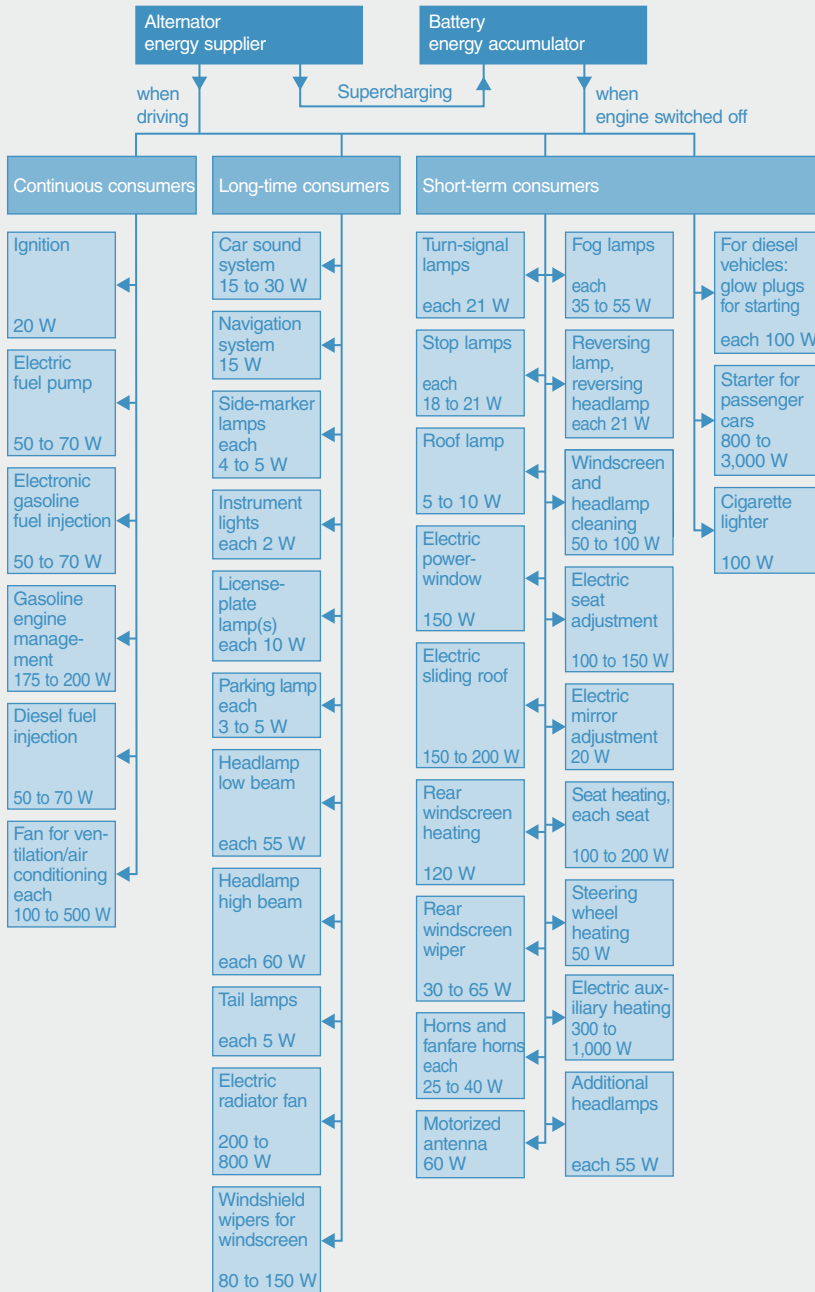 Alternator
energy supplier
Battery
energy accumulator
when
driving
Supercharging
when
engine switched off
Continuous consumers
Long-time consumers
Short-term consumers
Ignition
20 W
Electric
fuel pump
50 to 70 W
Electronic
gasoline
fuel injection
50 to 70 W
Gasoline
engine
manage-
ment
175 to 200 W
Diesel fuel
injection
50 to 70 W
Fan for ven-
tilation/air
conditioning
each
100 to 500 W
Car sound
system
15 to 30 W
Navigation
system
15 W
Side-marker
lamps
each
4 to 5 W
Instrument
lights
each 2 W
License-
plate
lamp(s)
each 10 W
Parking lamp
each
3 to 5 W
Headlamp
low beam
each 55 W
Headlamp
high beam
each 60 W
Tail lamps
each 5 W
Electric
radiator fan
200 to
800 W
Windshield
wipers for
windscreen
80 to 150 W
Turn-signal
lamps
each 21 W
Stop lamps
each
18 to 21 W
Roof lamp
5 to 10 W
Electric
power-
window
150 W
Electric
sliding roof
150 to 200 W
Rear
windscreen
heating
120 W
Rear
windscreen
wiper
30 to 65 W
Horns and
fanfare horns
each
25 to 40 W
Motorized
antenna
60 W
Fog lamps
each
35 to 55 W
Reversing
lamp,
reversing
headlamp
each 21 W
Windscreen
and
headlamp
cleaning
50 to 100 W
Electric
seat
adjustment
100 to 150 W
Electric
mirror
adjustment
20 W
Seat heating,
each seat
100 to 200 W
Steering
wheel
heating
50 W
Electric aux-
iliary heating
300 to
1,000 W
Additional
headlamps
each 55 W
For diesel
vehicles:
glow plugs
for starting
each 100 W
Starter for
passenger
cars
800 to
3,000 W
Cigarette
lighter
100 W